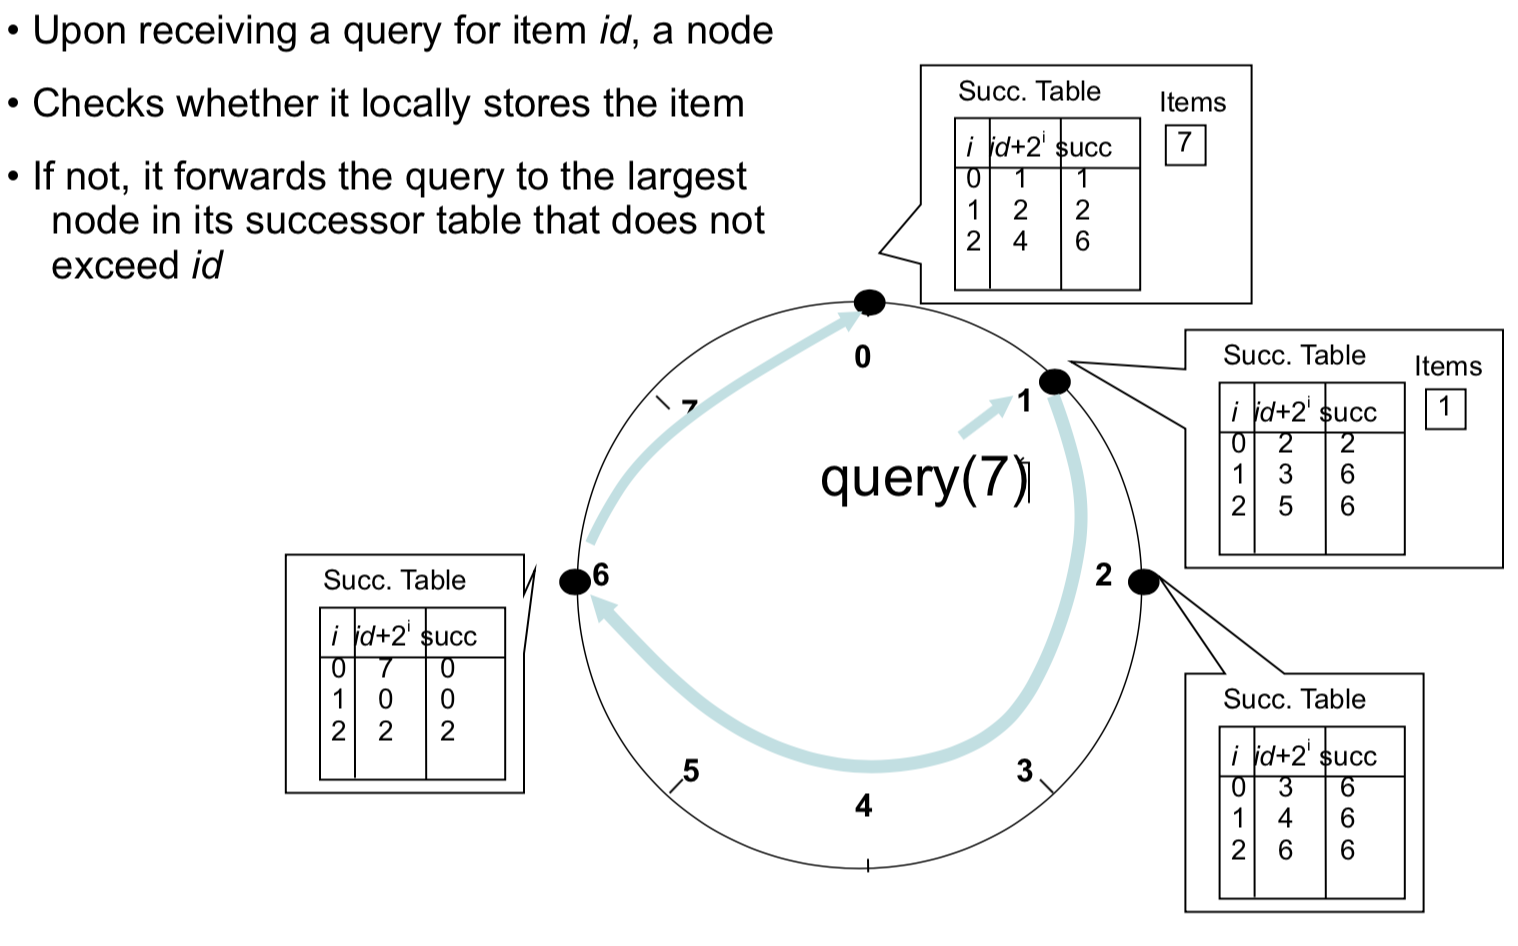 • Upon receiving a query for item id, a node
• Checks whether it locally stores the item
• If not, it forwards the query to the largest
node in its successor table that does not
exceed id
Succ. Table
Items
7
i id+2^i succ
0 1 1
1 2 2
2 4 6
0
Succ. Table
Items
1
i id+2^i succ
0 2 2
1 3 6
2 5 6
7
1
query(7)
6
2
Succ. Table
i id+2^i succ
0 7 0
1 0 0
2 2 2
Succ. Table
i id+2^i succ
0 3 6
1 4 6
2 6 6
5
3
4